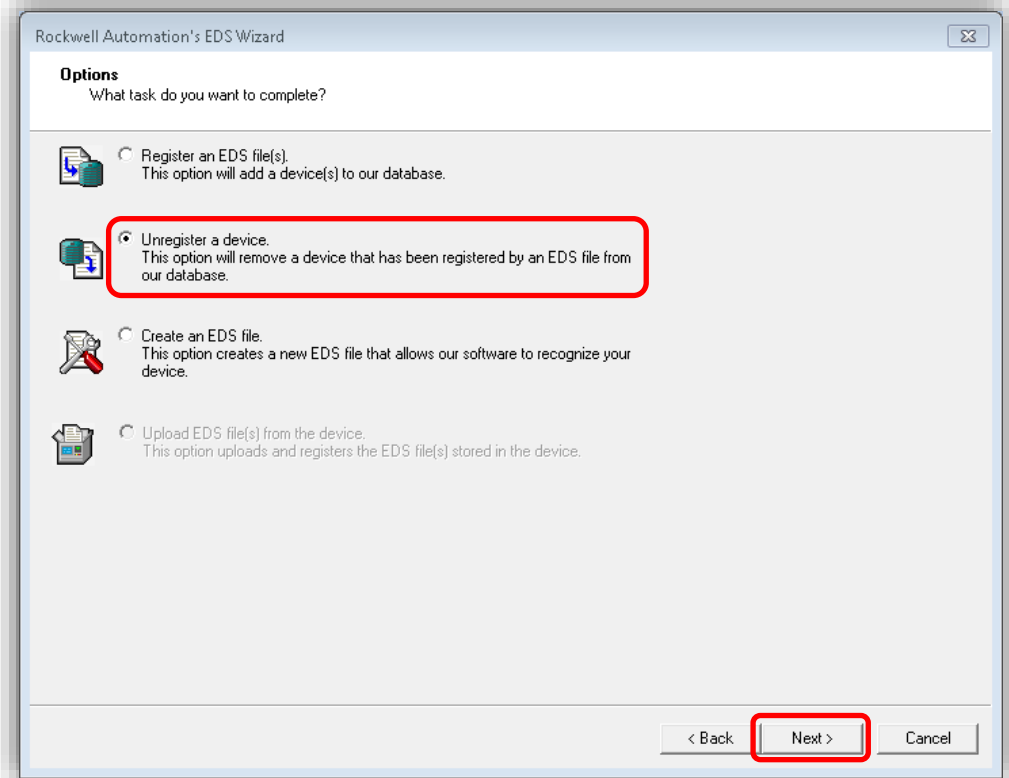 Rockwell Automation's EDS Wizard
Options
What task do you want to complete?
Register an EDS file(s).
This option will add a device(s) to our database.
Unregister a device.
This option will remove a device that has been registered by an EDS file from
our database.
Create an EDS file.
This option creates a new EDS file that allows our software to recognize your
device.
Upload EDS file(s) from the device.
This option uploads and registers the EDS file(s) stored in the device.
< Back Next > Cancel